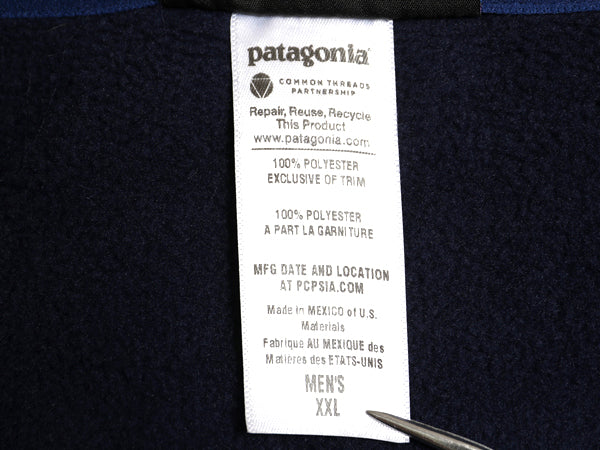 patagonia
COMMON THREADS
PARTNERSHIP
Repair, Reuse, Recycle
This Product
www.patagonia.com
100% POLYESTER
EXCLUSIVE OF TRIM
100% POLYESTER
A PART LA GARNITURE
MFG DATE AND LOCATION
AT PCPSIA.COM
Made in MEXICO of U.S.
Materials
Fabrique AU MEXIQUE des
Matières des ETATS-UNIS
MEN'S
XXL